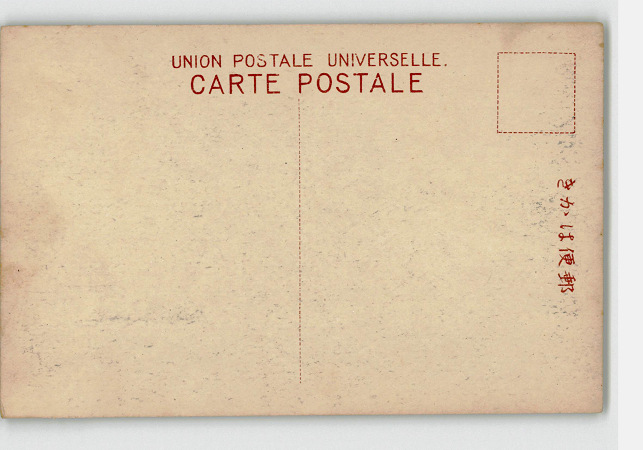 UNION POSTALE UNIVERSELLE.
CARTE POSTALE
郵便はかき